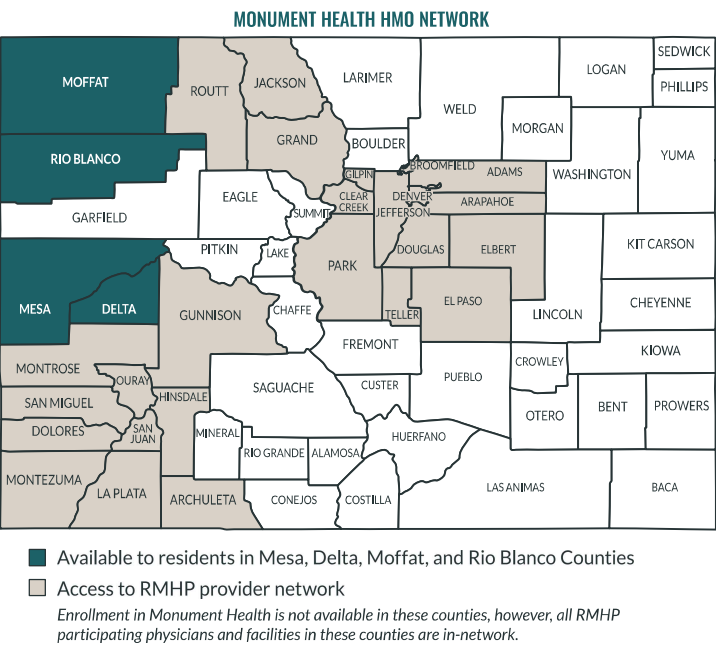 MONUMENT HEALTH HMO NETWORK
MOFFAT
ROUTT
JACKSON
LARIMER
LOGAN
SEDWICK
PHILLIPS
WELD
MORGAN
RIO BLANCO
GRAND
BOULDER
BROOMFIELD
GILPIN
ADAMS
WASHINGTON
YUMA
GARFIELD
EAGLE
SUMMIT
CLEAR
CREEK
JEFFERSON
DENVER
ARAPAHOE
PITKIN
LAKE
PARK
DOUGLAS
ELBERT
KIT CARSON
MESA
DELTA
GUNNISON
CHAFFE
TELLER
EL PASO
LINCOLN
CHEYENNE
MONTROSE
OURAY
FREMONT
CROWLEY
KIOWA
SAN MIGUEL
HINSDALE
SAGUACHE
CUSTER
PUEBLO
OTERO
BENT
PROWERS
DOLORES
SAN
JUAN
MINERAL
RIO GRANDE
ALAMOSA
HUERFANO
MONTEZUMA
LA PLATA
ARCHULETA
CONEJOS
COSTILLA
LAS ANIMAS
BACA
Available to residents in Mesa, Delta, Moffat, and Rio Blanco Counties
Access to RMHP provider network
Enrollment in Monument Health is not available in these counties, however, all RMHP
participating physicians and facilities in these counties are in-network.